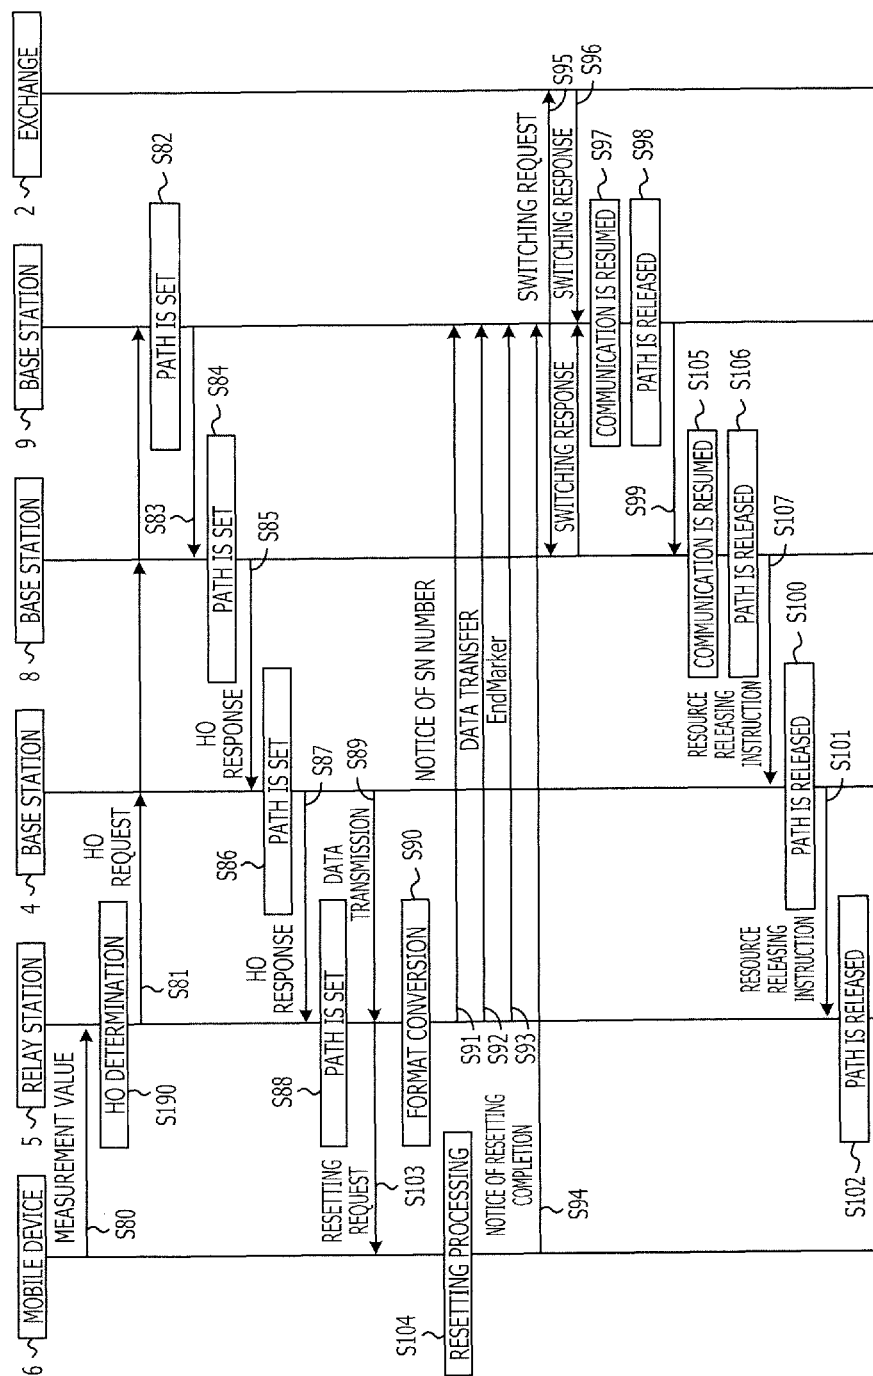 6
MOBILE DEVICE
5
RELAY STATION
4
BASE STATION
8
BASE STATION
9
BASE STATION
2
EXCHANGE
MEASUREMENT VALUE
S80
HO DETERMINATION
S190
HO
REQUEST
S81
PATH IS SET
S82
S83
PATH IS SET
S84
HO
RESPONSE
S85
PATH IS SET
S86
HO
RESPONSE
S87
PATH IS SET
S88
DATA
TRANSMISSION
S89
RESETTING
REQUEST
S103
FORMAT CONVERSION
S90
RESETTING PROCESSING
S104
NOTICE OF SN NUMBER
S91
DATA TRANSFER
S92
EndMarker
S93
NOTICE OF RESETTING
COMPLETION
S94
SWITCHING REQUEST
S95
SWITCHING RESPONSE
SWITCHING RESPONSE
S96
COMMUNICATION IS RESUMED
S97
PATH IS RELEASED
S98
S99
COMMUNICATION IS RESUMED
S105
PATH IS RELEASED
S106
RESOURCE
RELEASING
INSTRUCTION
S107
PATH IS RELEASED
S100
RESOURCE
RELEASING
INSTRUCTION
S101
PATH IS RELEASED
S102